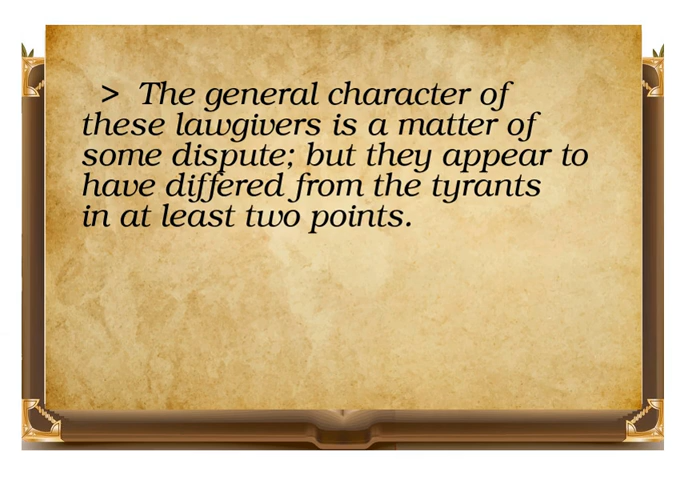 > The general character of
these lawgivers is a matter of
some dispute; but they appear to
have differed from the tyrants
in at least two points.